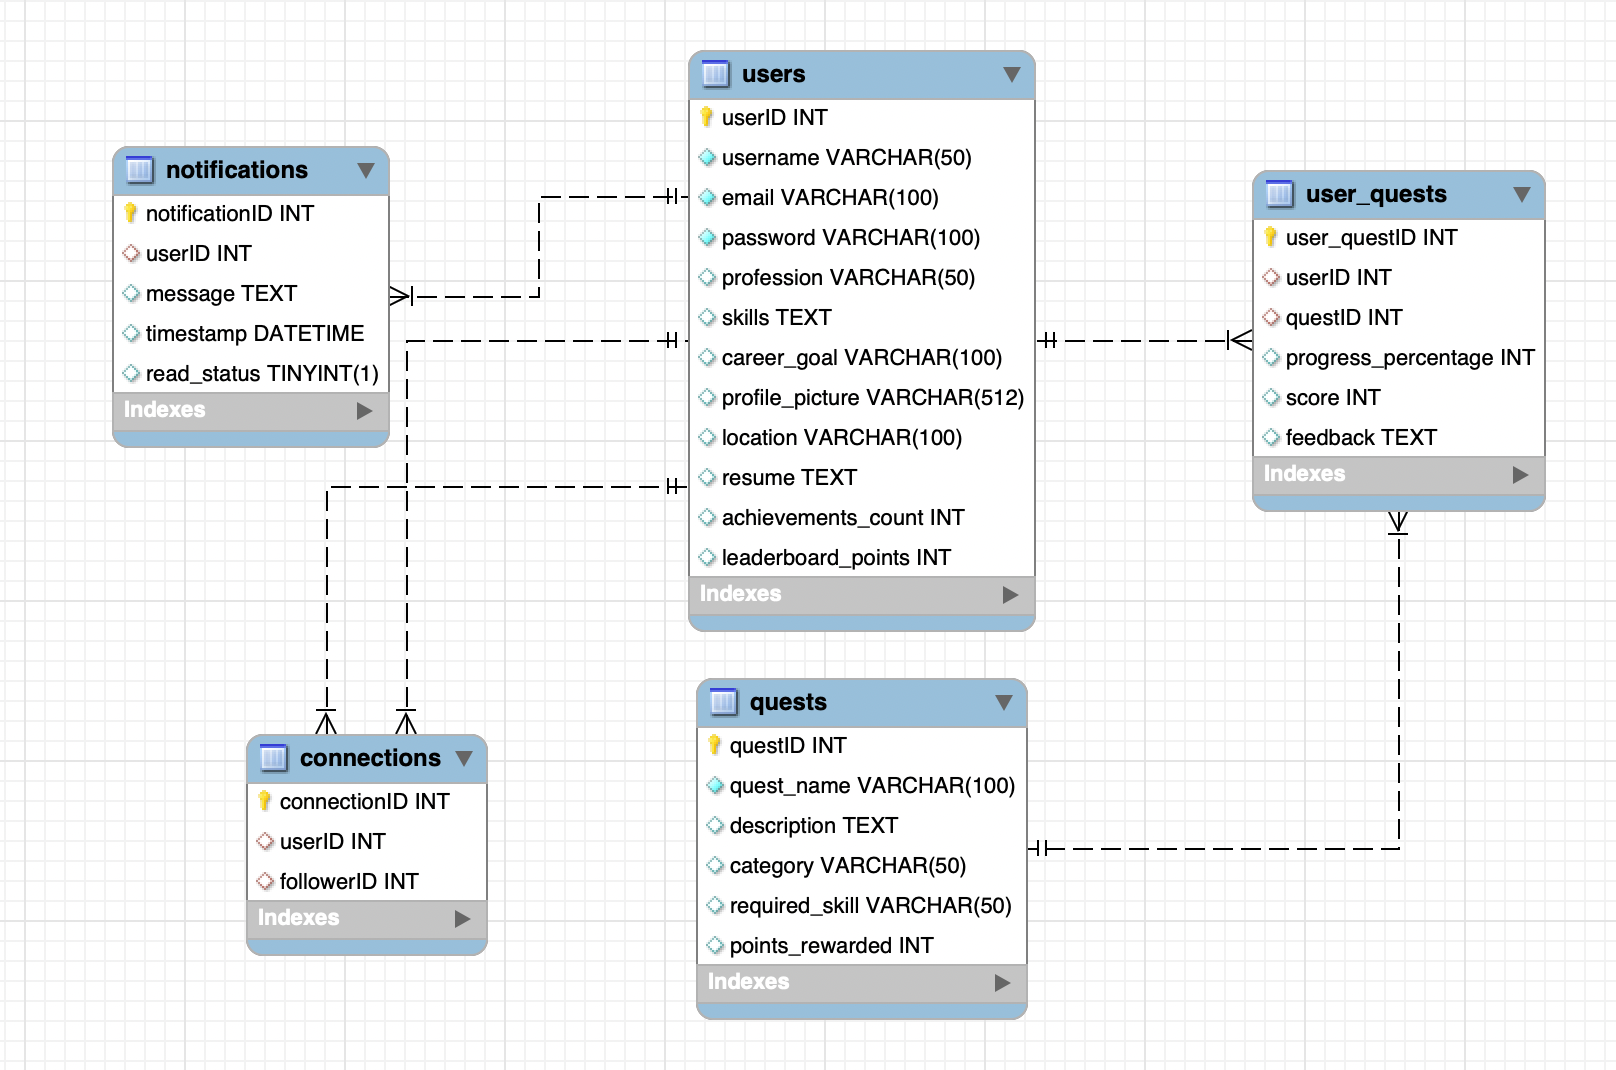 users
userID INT
username VARCHAR(50)
email VARCHAR(100)
password VARCHAR(100)
profession VARCHAR(50)
skills TEXT
career_goal VARCHAR(100)
profile_picture VARCHAR(512)
location VARCHAR(100)
resume TEXT
achievements_count INT
leaderboard_points INT
Indexes
notifications
notificationID INT
userID INT
message TEXT
timestamp DATETIME
read_status TINYINT(1)
Indexes
user_quests
user_questID INT
userID INT
questID INT
progress_percentage INT
score INT
feedback TEXT
Indexes
connections
connectionID INT
userID INT
followerID INT
Indexes
quests
questID INT
quest_name VARCHAR(100)
description TEXT
category VARCHAR(50)
required_skill VARCHAR(50)
points_rewarded INT
Indexes